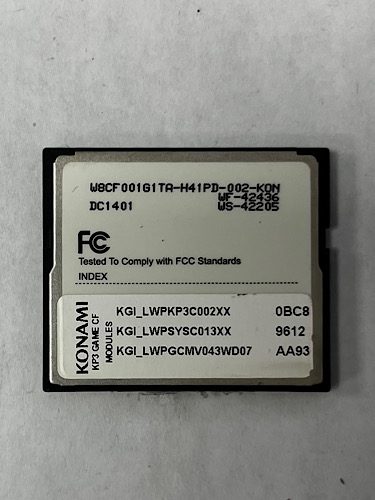 W8CF001G1TA-H41PD-002-KON
WF-42436
DC1401 WS-42205
FC
Tested To Comply with FCC Standards
INDEX
KONAMI
KP3 GAME CF
MODULES
KGI_LWPKP3C002XX 0BC8
KGI_LWPSYSC013XX 9612
KGI_LWPGCMV043WD07 AA93